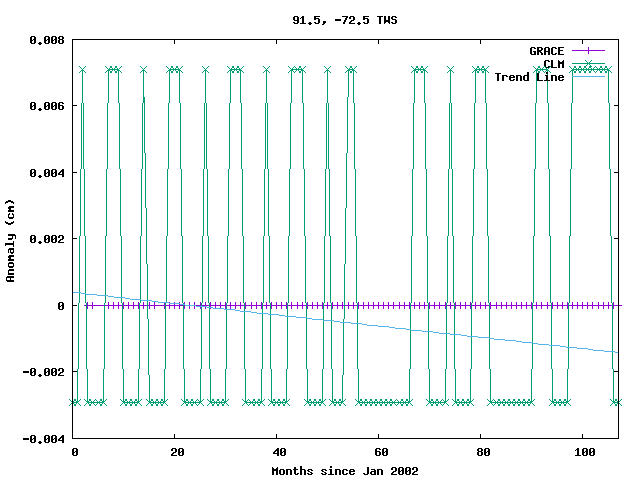 91.5, -72.5 TWS
GRACE
CLM
Trend Line
0.008
0.006
0.004
0.002
0
-0.002
-0.004
Anomaly (cm)
0 20 40 60 80 100
Months since Jan 2002